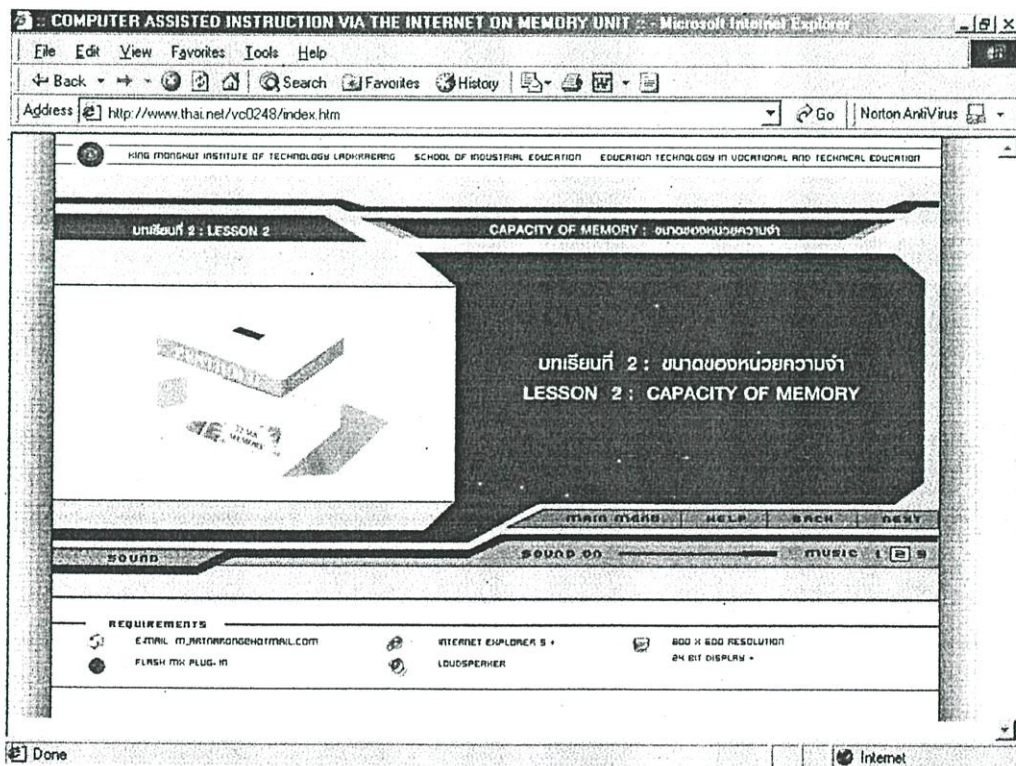 :: COMPUTER ASSISTED INSTRUCTION VIA THE INTERNET ON MEMORY UNIT :: - Microsoft Internet Explorer
File Edit View Favorites Tools Help
Back Search Favorites History
Address http://www.thai.net/vc0248/index.htm Go Norton AntiVirus
KING MONGKUT INSTITUTE OF TECHNOLOGY LADKRABANG SCHOOL OF INDUSTRIAL EDUCATION EDUCATION TECHNOLOGY IN VOCATIONAL AND TECHNICAL EDUCATION
บทเรียนที่ 2 : LESSON 2 CAPACITY OF MEMORY : ขนาดของหน่วยความจำ
บทเรียนที่ 2 : ขนาดของหน่วยความจำ
LESSON 2 : CAPACITY OF MEMORY
MEMORY
MAIN MENU HELP BACK NEXT
SOUND SOUND ON MUSIC 1 2 3
REQUIREMENTS
E-MAIL INTERNET EXPLORER 5 + 800 X 600 RESOLUTION
FLASH MX PLUG-IN LOUDSPEAKER 24 BIT DISPLAY +
Done Internet